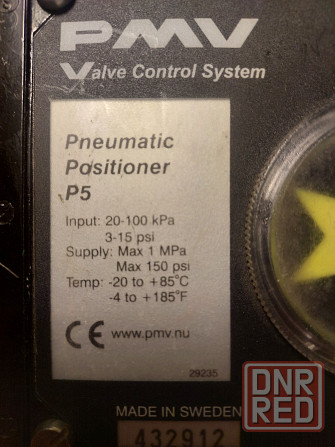 PMV
Valve Control System
Pneumatic
Positioner
P5
Input: 20-100 kPa
3-15 psi
Supply: Max 1 MPa
Max 150 psi
Temp: -20 to +85°C
-4 to +185°F
CE www.pmv.nu
29235
MADE IN SWEDEN
432912
DNR
RED